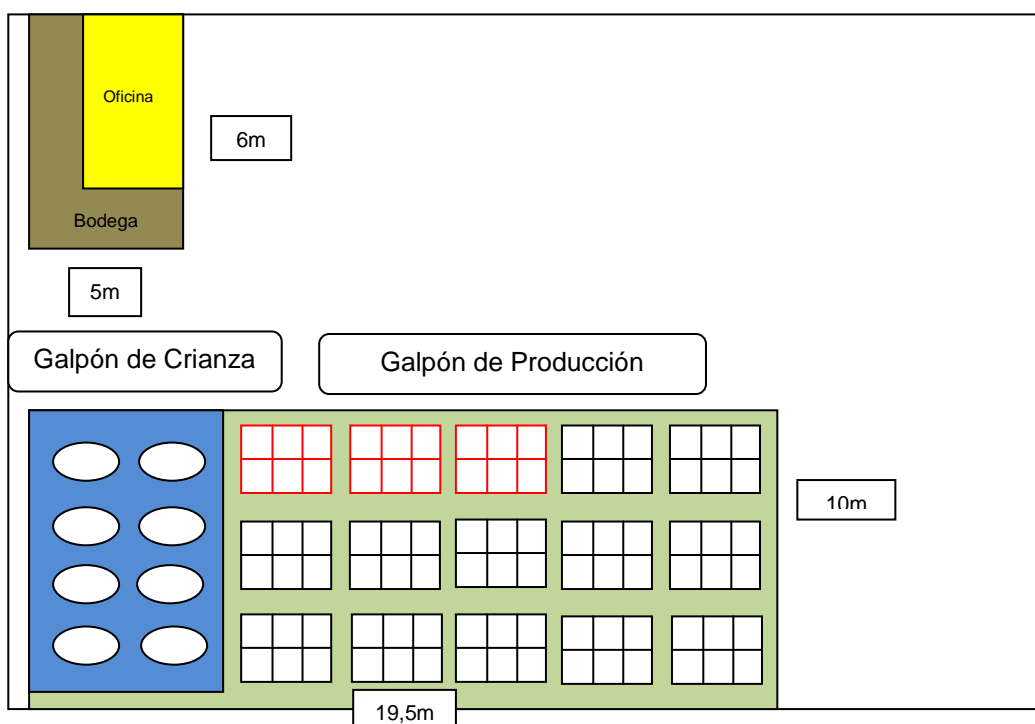 Oficina
6m
Bodega
5m
Galpón de Crianza
Galpón de Producción
10m
19,5m